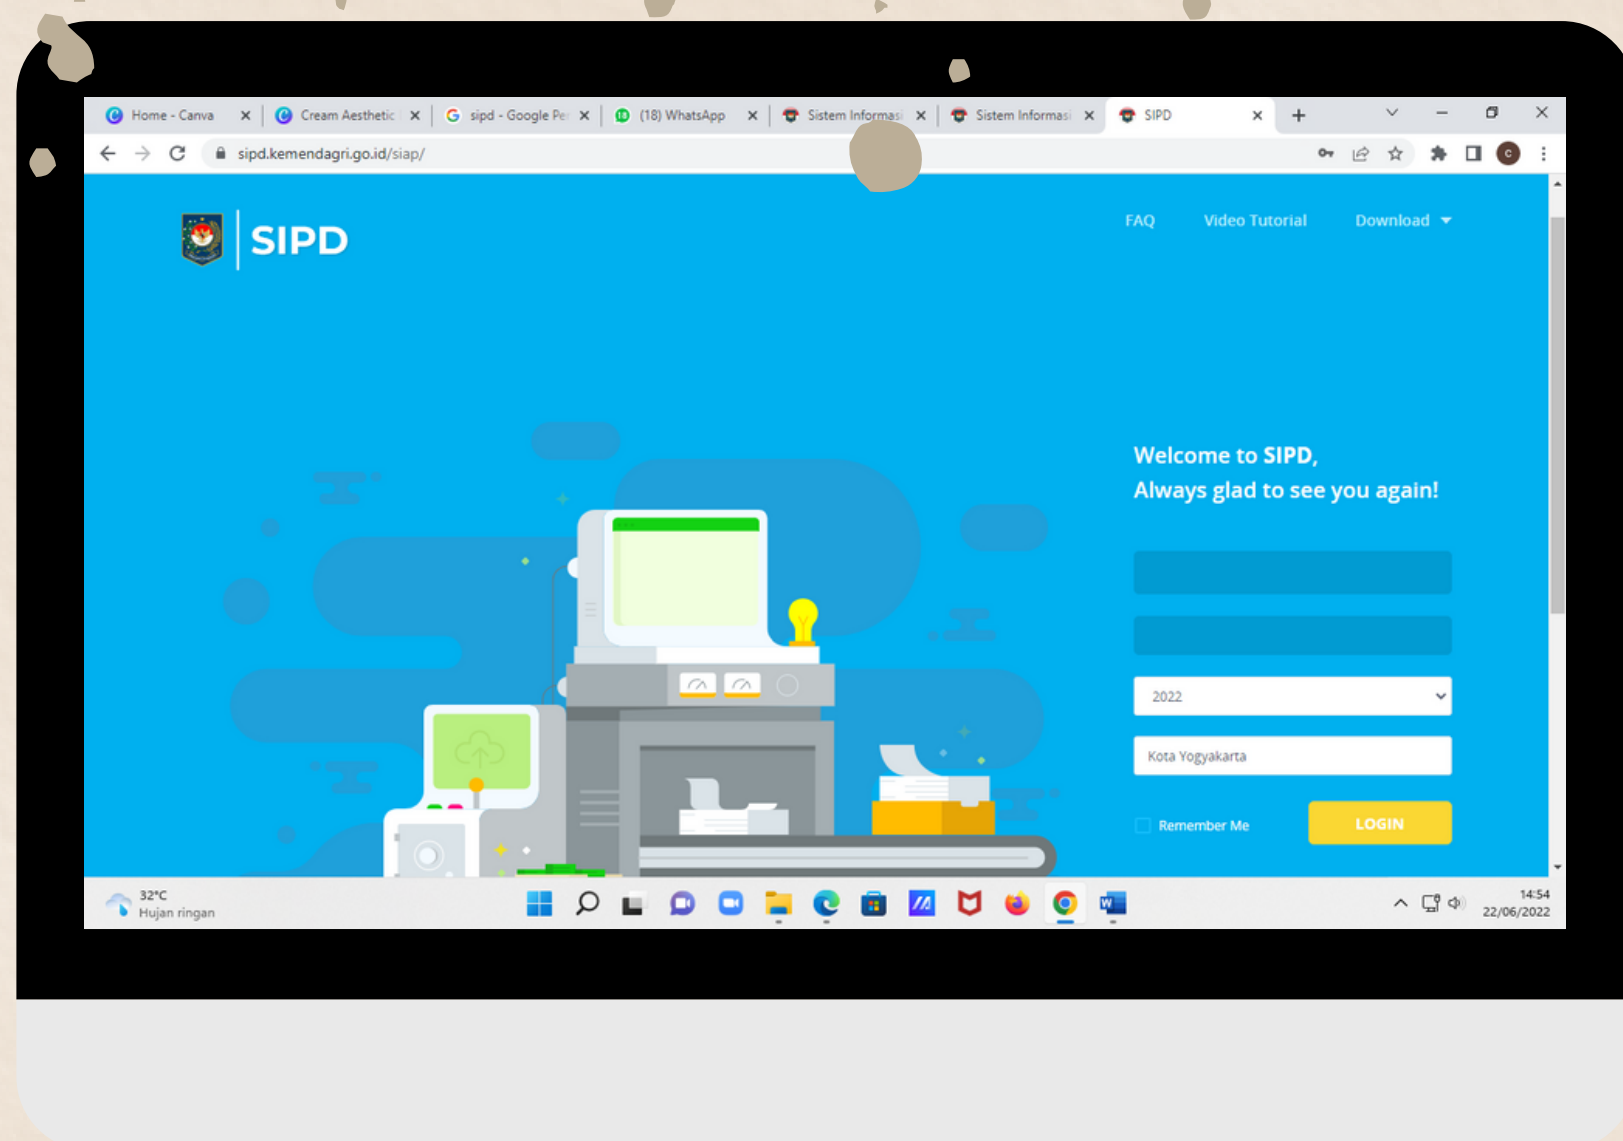 Home - Canva
Cream Aesthetic
sipd - Google Per
(18) WhatsApp
Sistem Informasi
Sistem Informasi
SIPD
sipd.kemendagri.go.id/siap/
C
SIPD
FAQ
Video Tutorial
Download
Welcome to SIPD,
Always glad to see you again!
2022
Kota Yogyakarta
Remember Me
LOGIN
32°C
Hujan ringan
14:54
22/06/2022